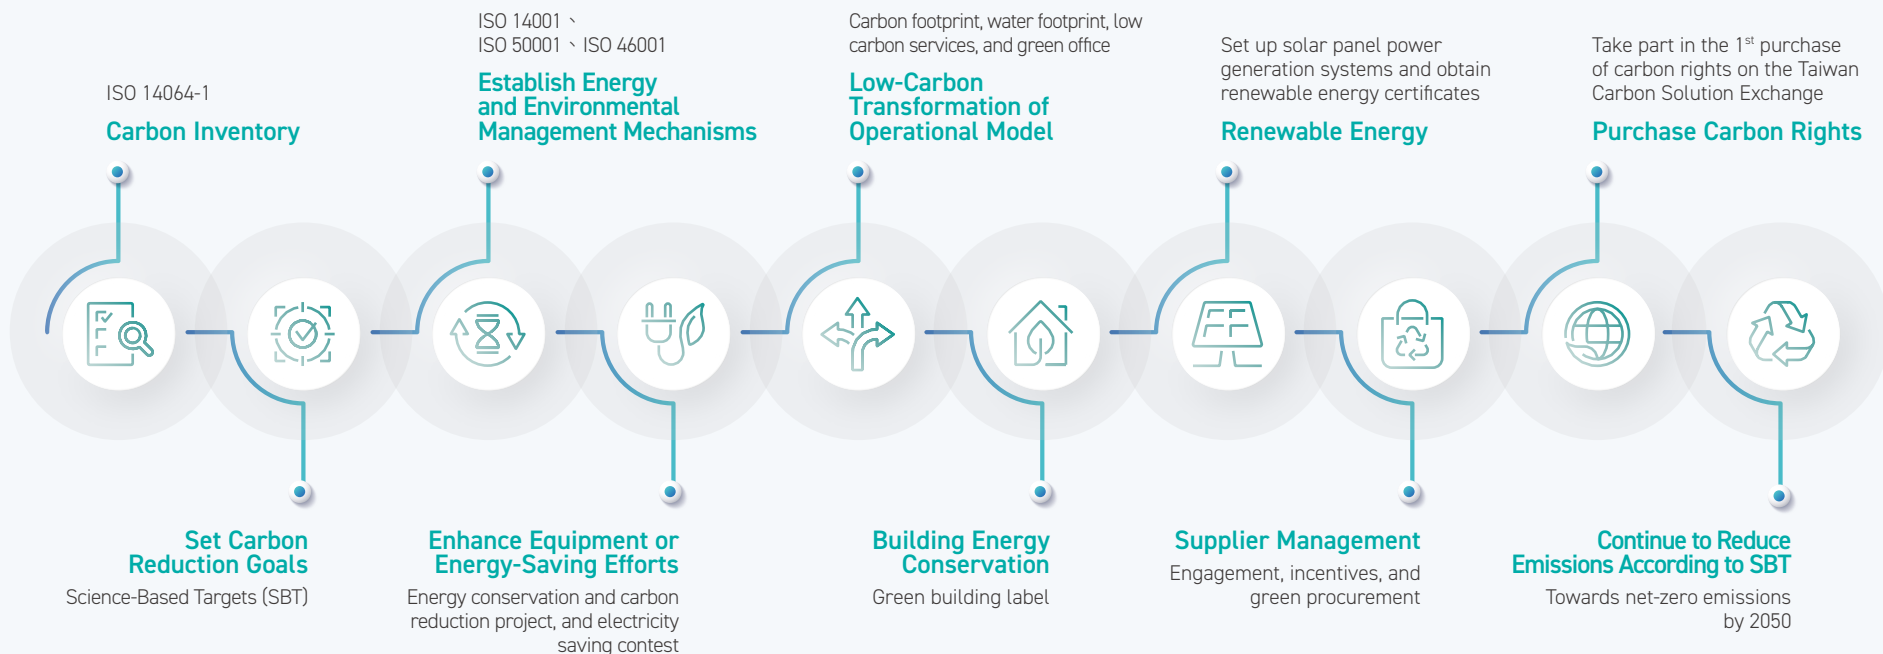 ISO 14064-1
Carbon Inventory
Set Carbon
Reduction Goals
Science-Based Targets (SBT)
ISO 14001、
ISO 50001、ISO 46001
Establish Energy
and Environmental
Management Mechanisms
Enhance Equipment or
Energy-Saving Efforts
Energy conservation and carbon
reduction project, and electricity
saving contest
Carbon footprint, water footprint, low
carbon services, and green office
Low-Carbon
Transformation of
Operational Model
Building Energy
Conservation
Green building label
Set up solar panel power
generation systems and obtain
renewable energy certificates
Renewable Energy
Supplier Management
Engagement, incentives, and
green procurement
Take part in the 1st purchase
of carbon rights on the Taiwan
Carbon Solution Exchange
Purchase Carbon Rights
Continue to Reduce
Emissions According to SBT
Towards net-zero emissions
by 2050